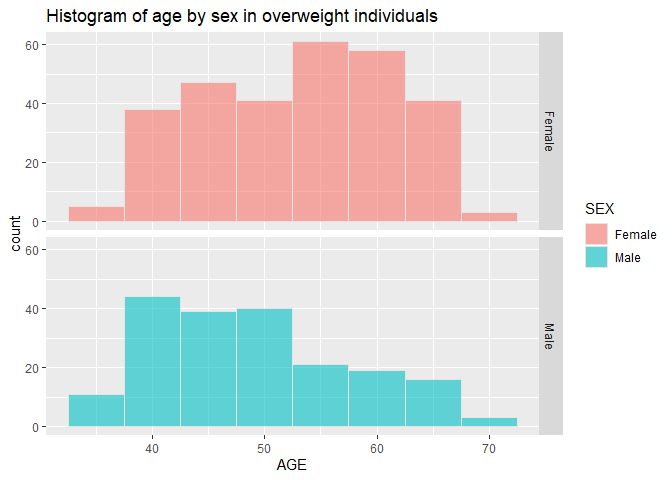 Histogram of age by sex in overweight individuals
count
60
40
20
0
Female
60
40
20
0
Male
40 50 60 70
AGE
SEX
Female
Male